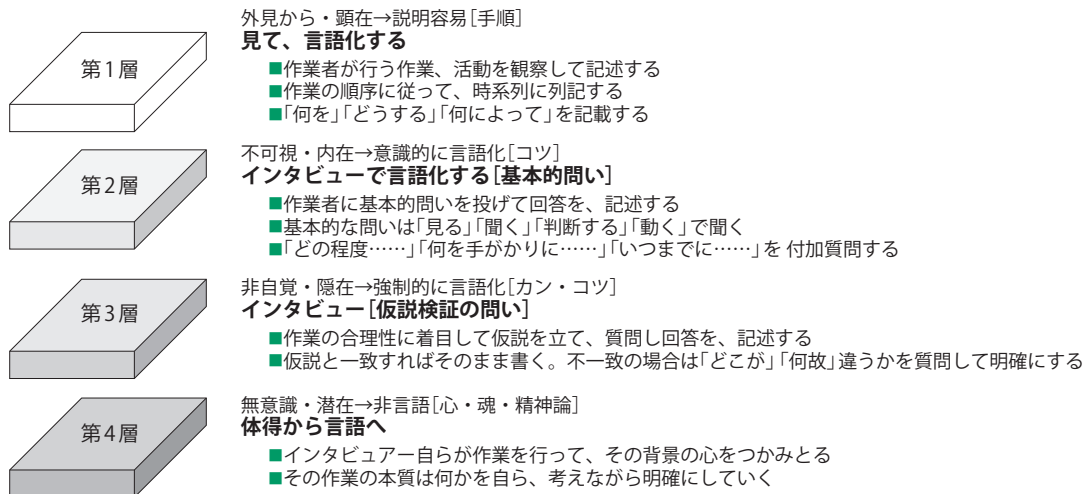 第1層
外見から・顕在→説明容易[手順]
見て、言語化する
■作業者が行う作業、活動を観察して記述する
■作業の順序に従って、時系列に列記する
■「何を」「どうする」「何によって」を記載する
第2層
不可視・内在→意識的に言語化[コツ]
インタビューで言語化する[基本的問い]
■作業者に基本的問いを投げて回答を、記述する
■基本的な問いは「見る」「聞く」「判断する」「動く」で聞く
■「どの程度……」「何を手がかりに……」「いつまでに……」を 付加質問する
第3層
非自覚・隠在→強制的に言語化[カン・コツ]
インタビュー[仮説検証の問い]
■作業の合理性に着目して仮説を立て、質問し回答を、記述する
■仮説と一致すればそのまま書く。不一致の場合は「どこが」「何故」違うかを質問して明確にする
第4層
無意識・潜在→非言語[心・魂・精神論]
体得から言語へ
■インタビュアー自らが作業を行って、その背景の心をつかみとる
■その作業の本質は何かを自ら、考えながら明確にしていく